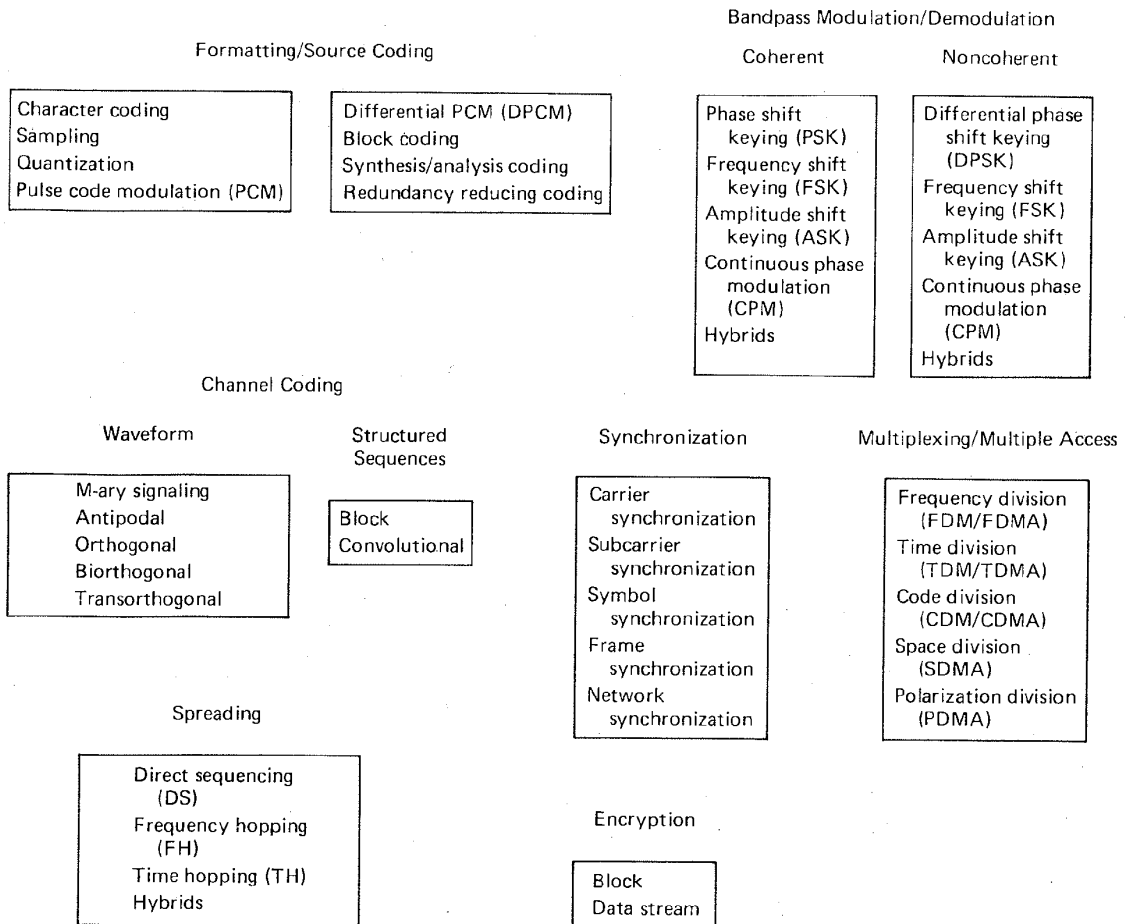 Formatting/Source Coding
Character coding
Sampling
Quantization
Pulse code modulation (PCM)
Differential PCM (DPCM)
Block coding
Synthesis/analysis coding
Redundancy reducing coding
Bandpass Modulation/Demodulation
Coherent
Phase shift
keying (PSK)
Frequency shift
keying (FSK)
Amplitude shift
keying (ASK)
Continuous phase
modulation
(CPM)
Hybrids
Noncoherent
Differential phase
shift keying
(DPSK)
Frequency shift
keying (FSK)
Amplitude shift
keying (ASK)
Continuous phase
modulation
(CPM)
Hybrids
Channel Coding
Waveform
M-ary signaling
Antipodal
Orthogonal
Biorthogonal
Transorthogonal
Structured
Sequences
Block
Convolutional
Synchronization
Carrier
synchronization
Subcarrier
synchronization
Symbol
synchronization
Frame
synchronization
Network
synchronization
Multiplexing/Multiple Access
Frequency division
(FDM/FDMA)
Time division
(TDM/TDMA)
Code division
(CDM/CDMA)
Space division
(SDMA)
Polarization division
(PDMA)
Spreading
Direct sequencing
(DS)
Frequency hopping
(FH)
Time hopping (TH)
Hybrids
Encryption
Block
Data stream